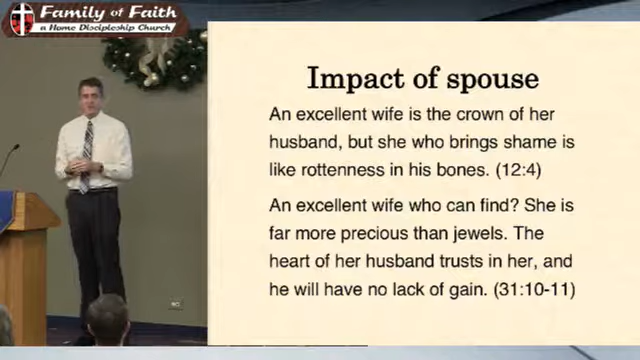 Family of Faith
a Home Discipleship Church
Impact of spouse
An excellent wife is the crown of her
husband, but she who brings shame is
like rottenness in his bones. (12:4)
An excellent wife who can find? She is
far more precious than jewels. The
heart of her husband trusts in her, and
he will have no lack of gain. (31:10-11)